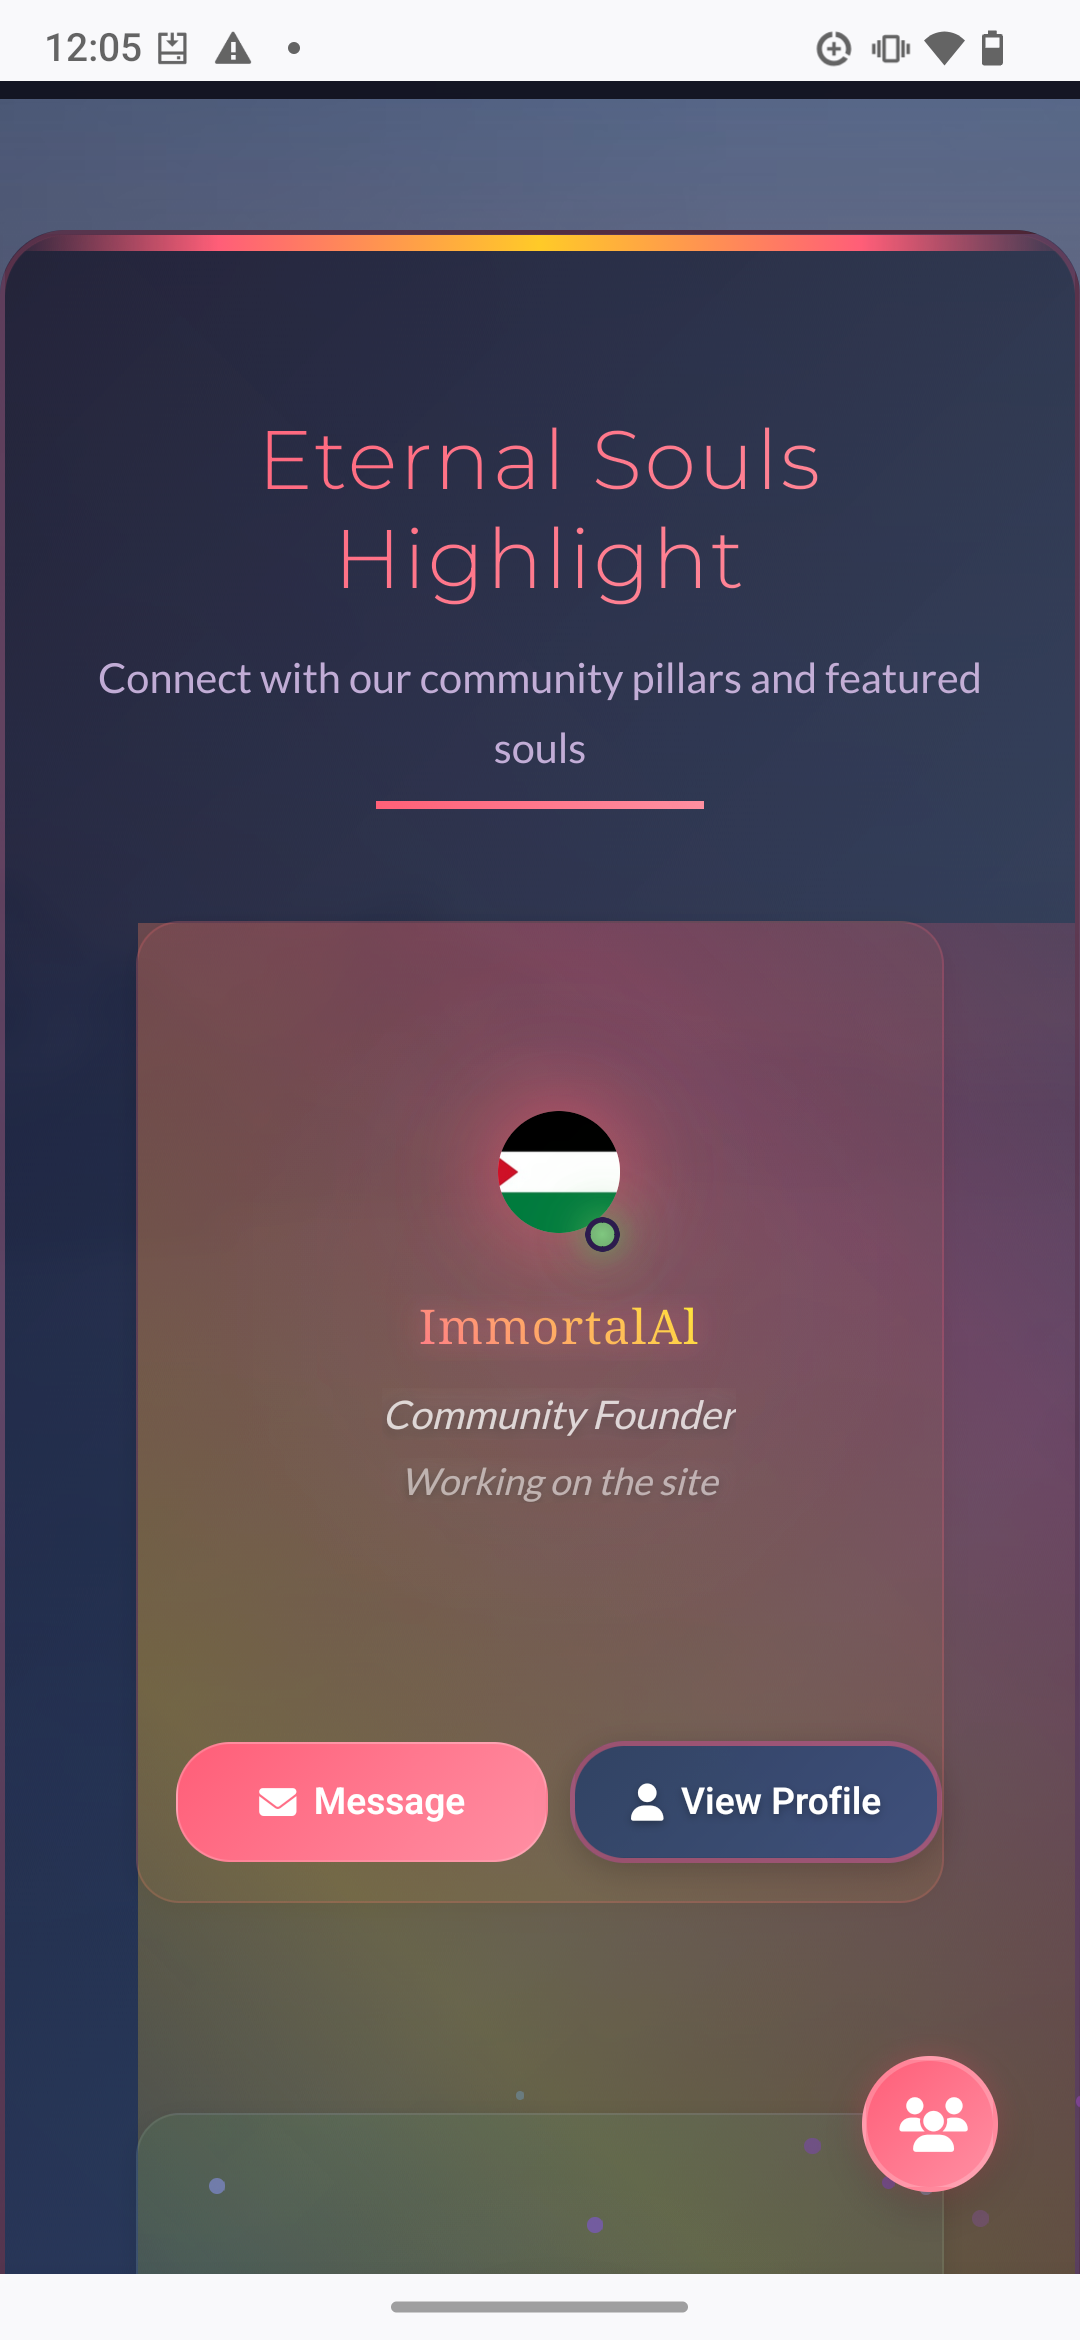 12:05
Eternal Souls
Highlight
Connect with our community pillars and featured
souls
ImmortalAl
Community Founder
Working on the site
Message
View Profile